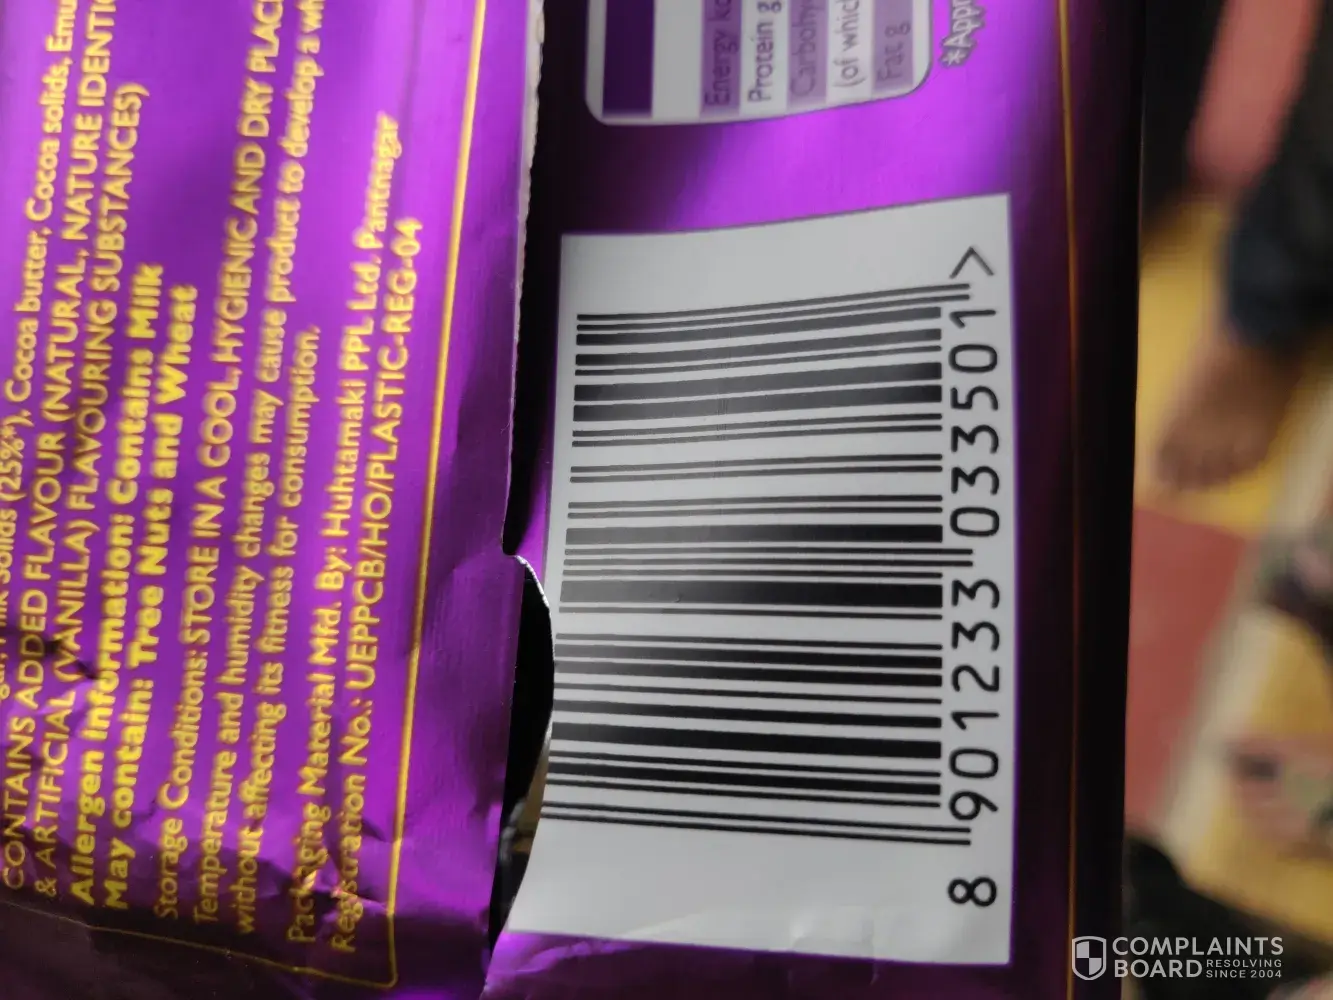 Milk Solids (25%*), Cocoa butter, Cocoa solids,
CONTAINS ADDED FLAVOUR (NATURAL, NATURE IDENTI
& ARTIFICIAL (VANILLA) FLAVOURING SUBSTANCES)
Allergen Information: Contains Milk
May contain: Tree Nuts and Wheat
Storage Conditions: STORE IN A COOL, HYGIENIC AND DRY PLAC
Temperature and humidity changes may cause product to develop a wh
without affecting its fitness for consumption.
Packaging Material Mfd. By: Huhtamaki PPL Ltd. Pantnagar
Registration No.: UEPPCB/HO/PLASTIC-REG-04
Energy kc
Protein g
Carbohy
(of which
Fat g
*Appr
8 901233 033501 >
COMPLAINTS
BOARD RESOLVING
SINCE 2004